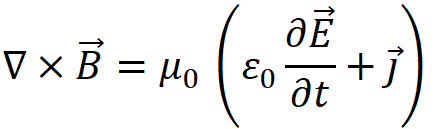 ∇ × B⃗ = μ₀ (ε₀ ∂E⃗/∂t + j⃗)